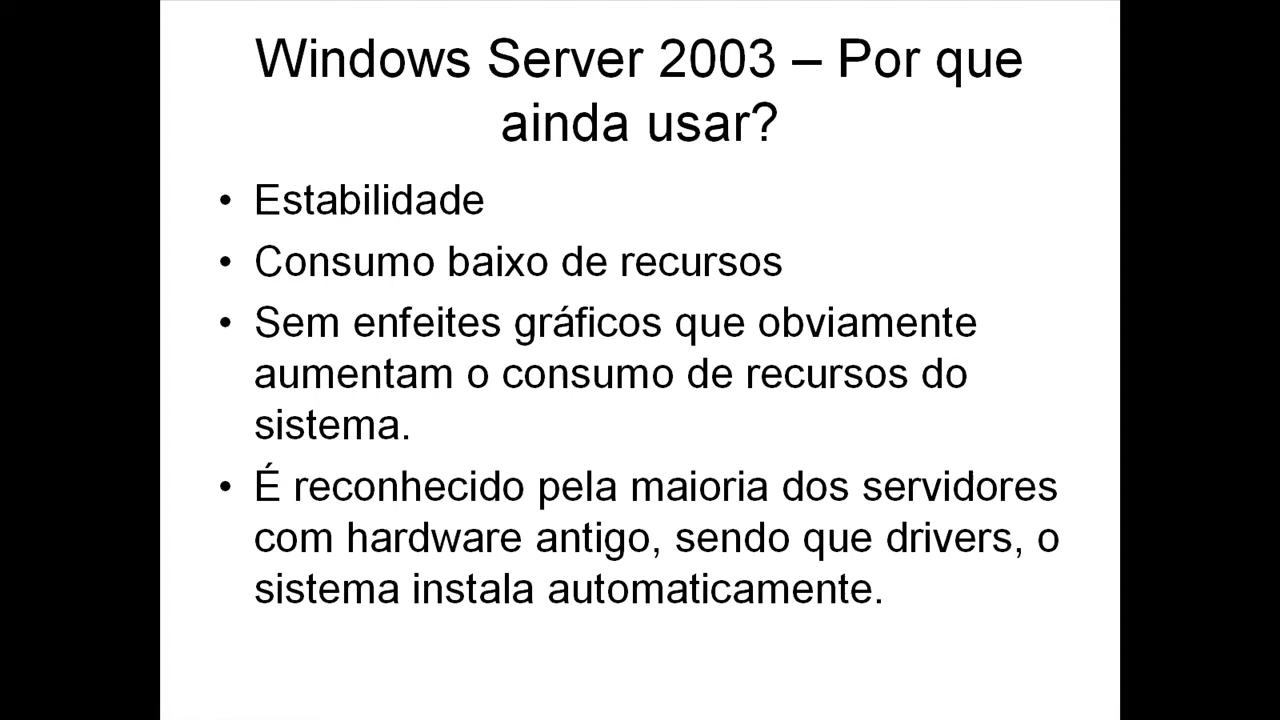 Windows Server 2003 – Por que
ainda usar?
• Estabilidade
• Consumo baixo de recursos
• Sem enfeites gráficos que obviamente
aumentam o consumo de recursos do
sistema.
• É reconhecido pela maioria dos servidores
com hardware antigo, sendo que drivers, o
sistema instala automaticamente.